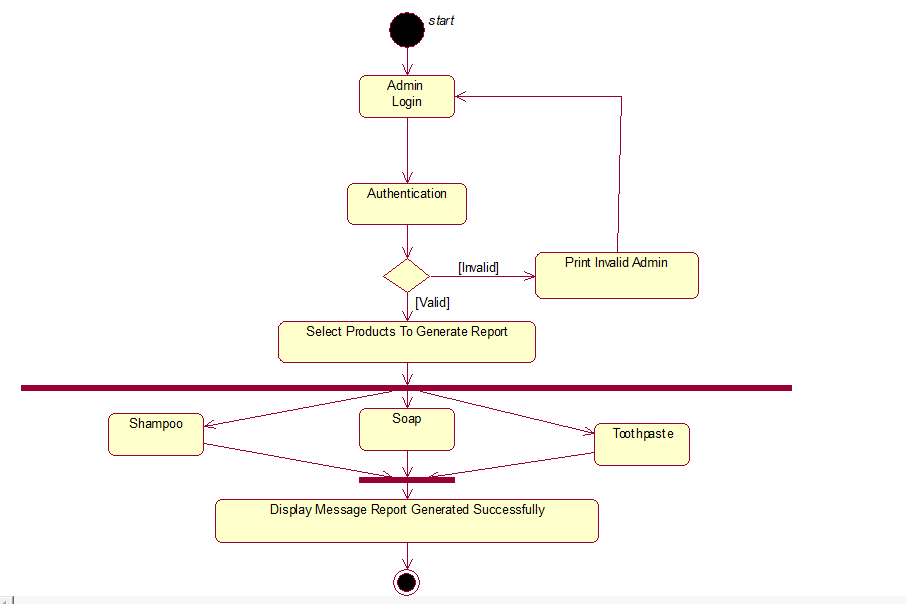 start
Admin
Login
Authentication
[Invalid]
Print Invalid Admin
[Valid]
Select Products To Generate Report
Shampoo
Soap
Toothpaste
Display Message Report Generated Successfully